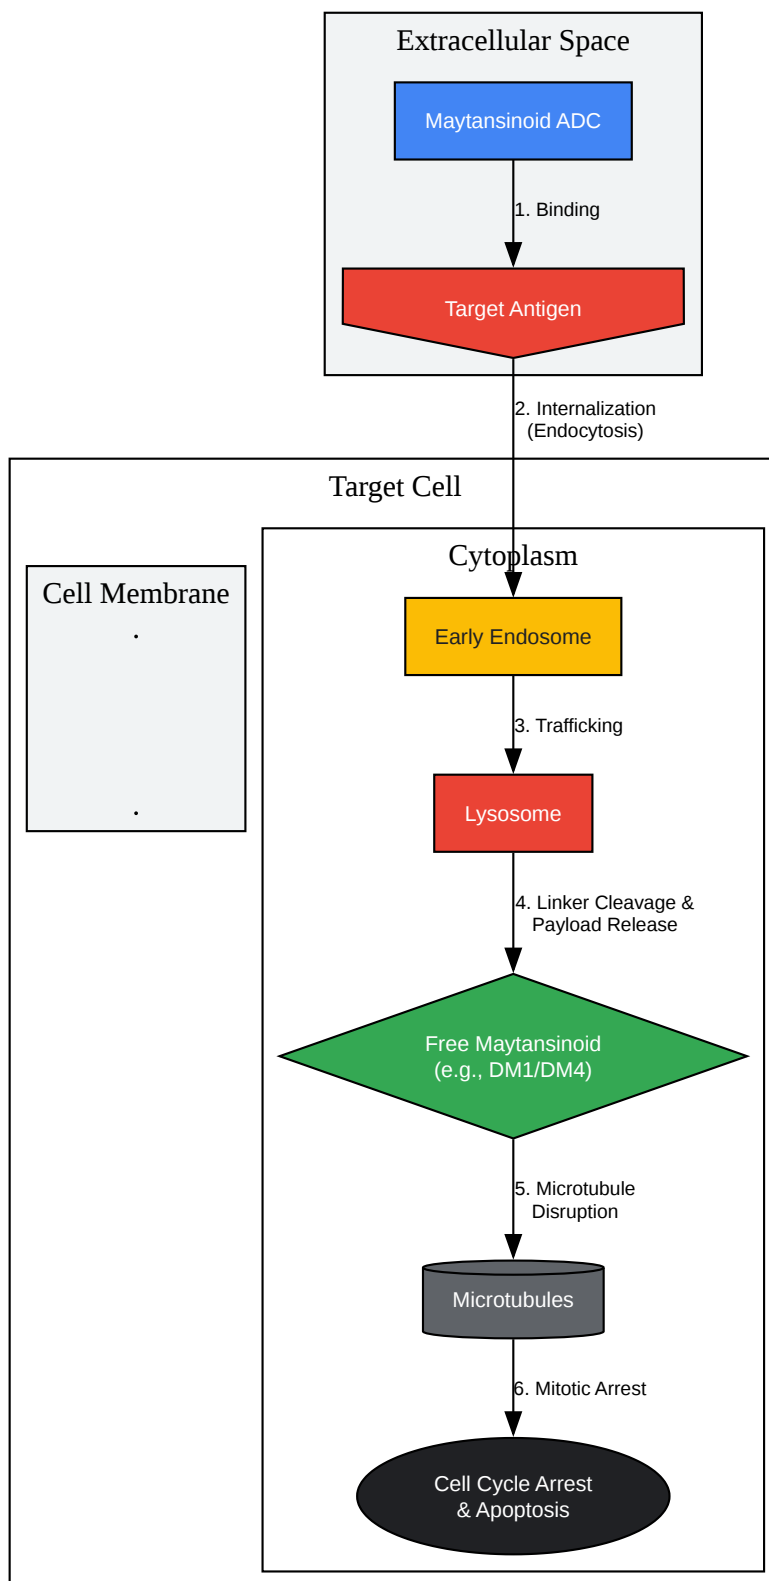 Extracellular Space
Maytansinoid ADC
1. Binding
Target Antigen
2. Internalization
(Endocytosis)
Target Cell
Cytoplasm
Cell Membrane
.
Early Endosome
3. Trafficking
Lysosome
.
4. Linker Cleavage &
Payload Release
Free Maytansinoid
(e.g., DM1/DM4)
5. Microtubule
Disruption
Microtubules
6. Mitotic Arrest
Cell Cycle Arrest
& Apoptosis